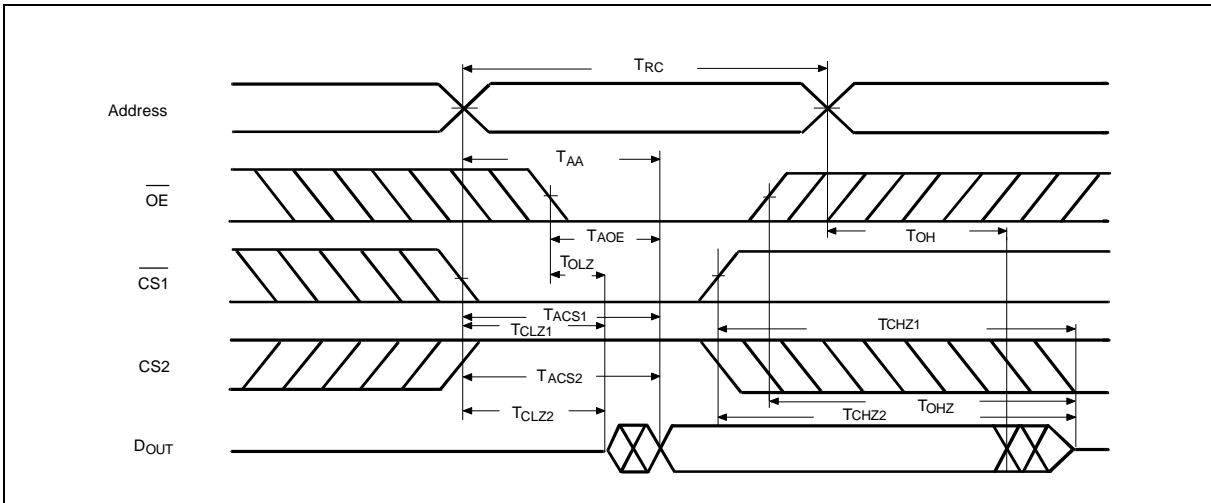 TRC
Address
TAA
OE
TAOE
TOH
TOLZ
CS1
TACS1
TCLZ1
TCHZ1
CS2
TACS2
TOHZ
TCLZ2
TCHZ2
DOUT